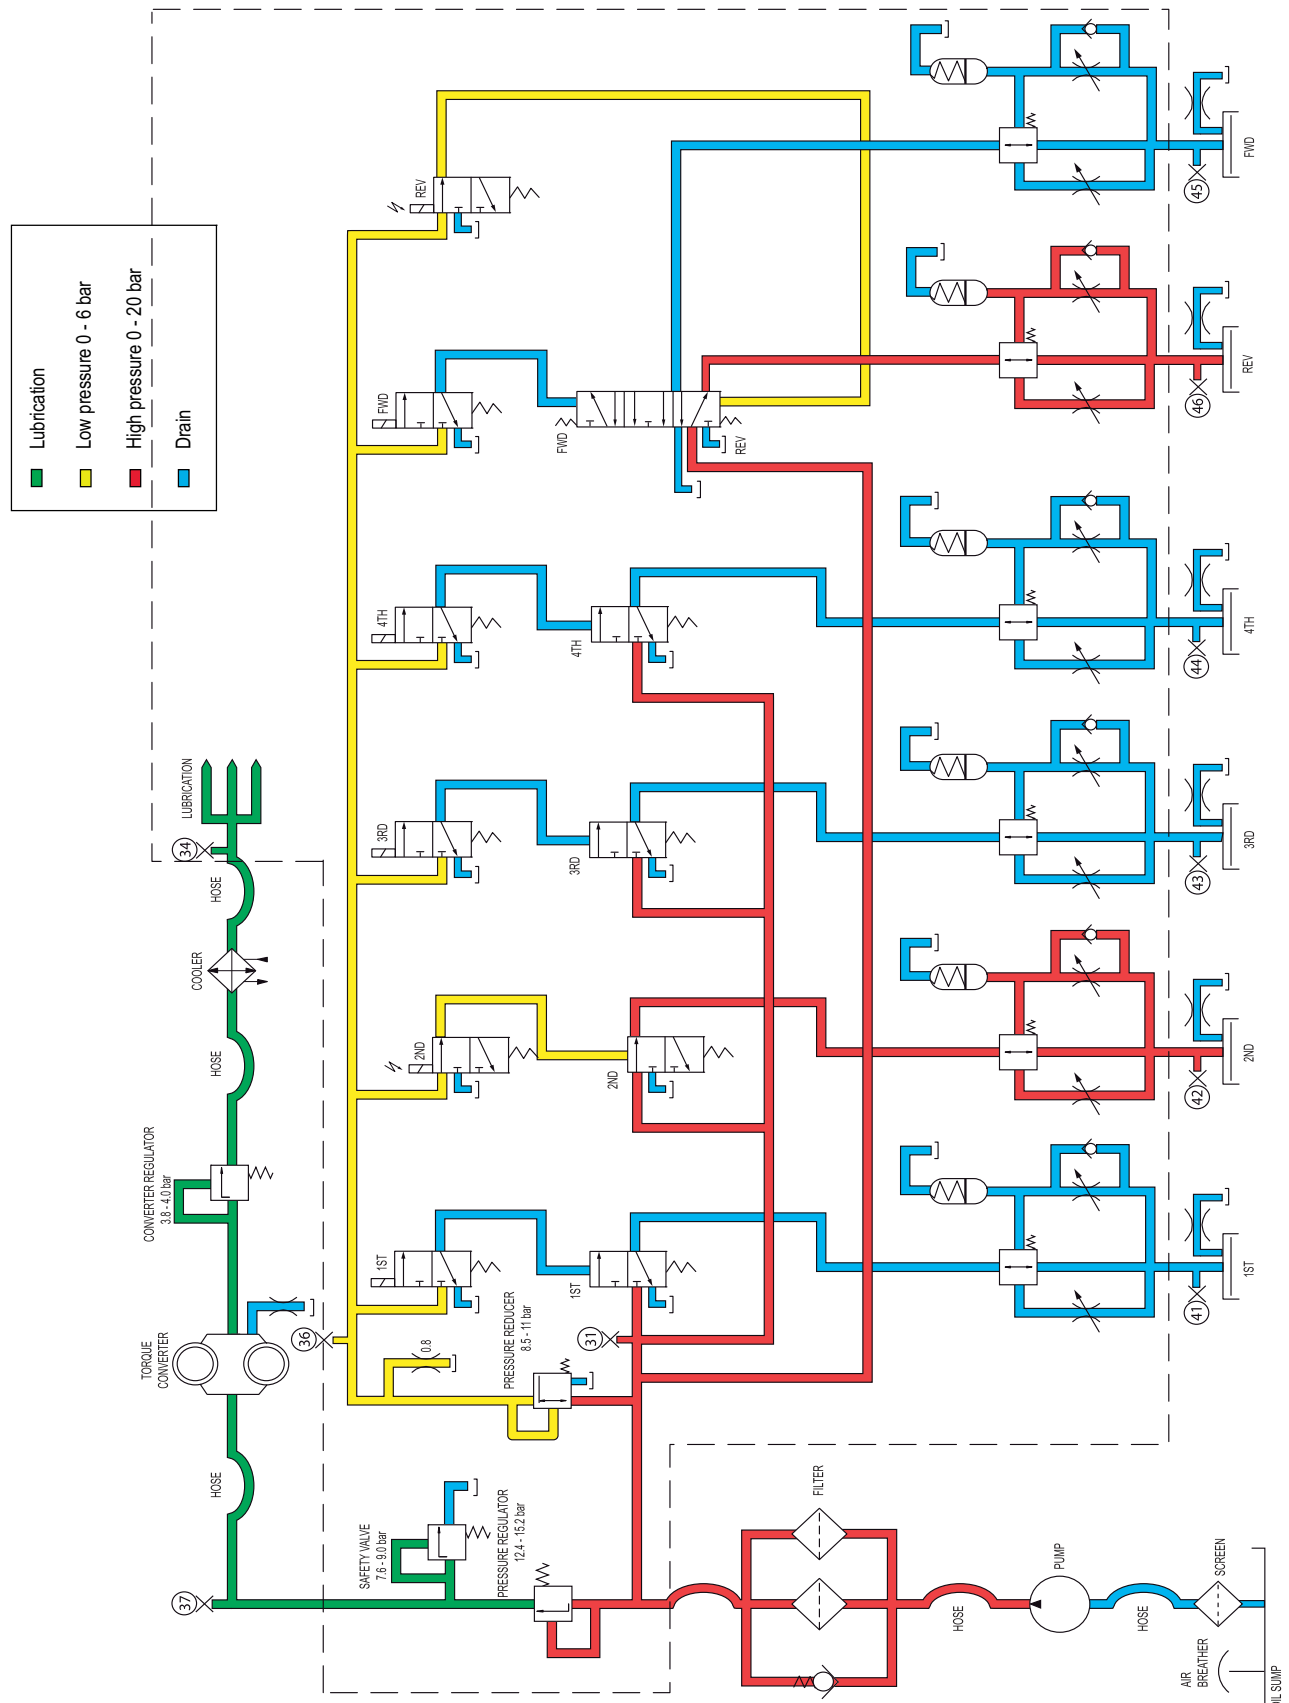 Lubrication
Low pressure 0 - 6 bar
High pressure 0 - 20 bar
Drain
LUBRICATION
34
HOSE
COOLER
HOSE
CONVERTER REGULATOR
3.8 - 4.0 bar
TORQUE
CONVERTER
HOSE
37
SAFETY VALVE
7.6 - 9.0 bar
PRESSURE REGULATOR
12.4 - 15.2 bar
36
0.8
PRESSURE REDUCER
8.5 - 11 bar
31
1ST
2ND
3RD
4TH
FWD
REV
1ST
2ND
3RD
4TH
FWD
REV
41
1ST
42
2ND
43
3RD
44
4TH
46
REV
45
FWD
FILTER
HOSE
PUMP
HOSE
SCREEN
AIR
BREATHER
OIL SUMP